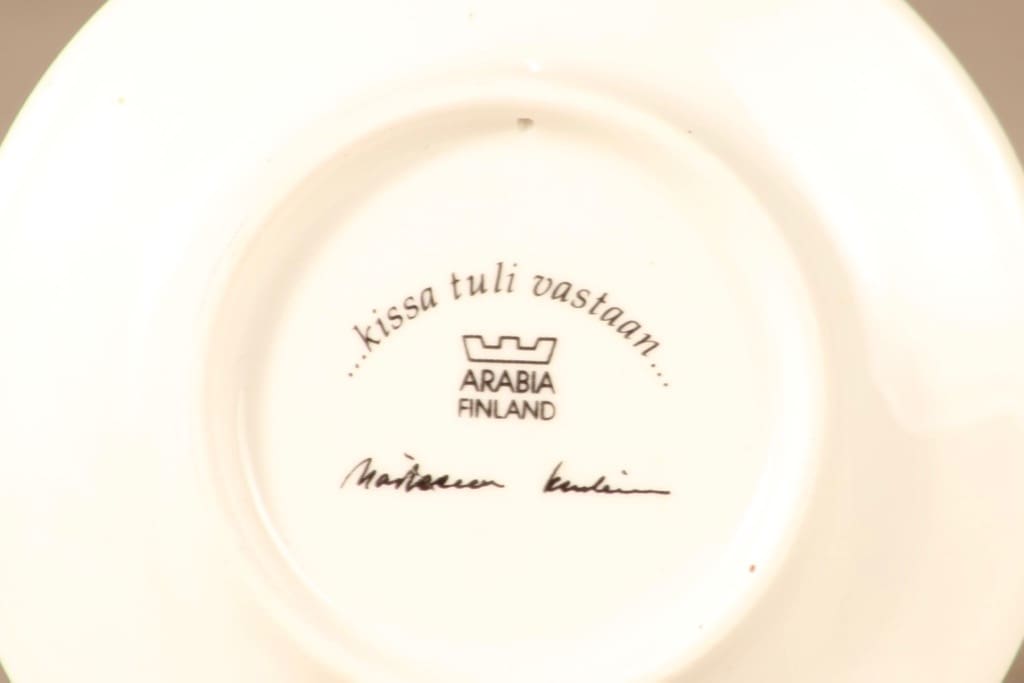 ...kissa tuli vastaan...
ARABIA
FINLAND